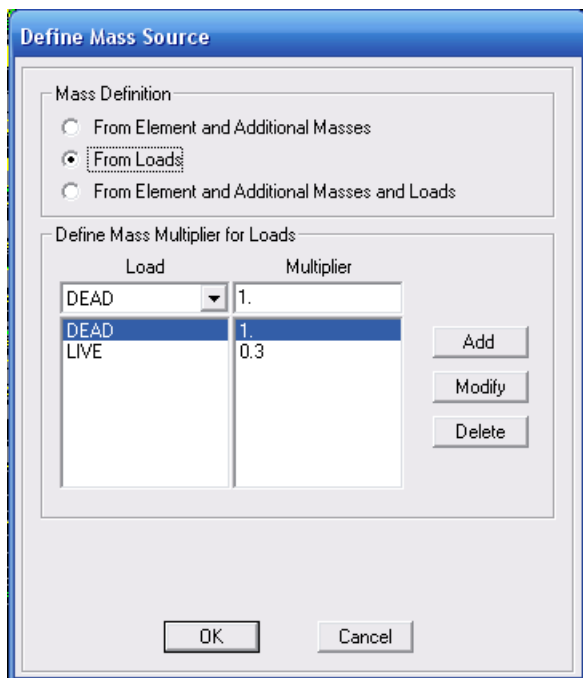 Define Mass Source
Mass Definition
From Element and Additional Masses
From Loads
From Element and Additional Masses and Loads
Define Mass Multiplier for Loads
Load Multiplier
DEAD 1.
DEAD 1.
LIVE 0.3
Add
Modify
Delete
OK Cancel